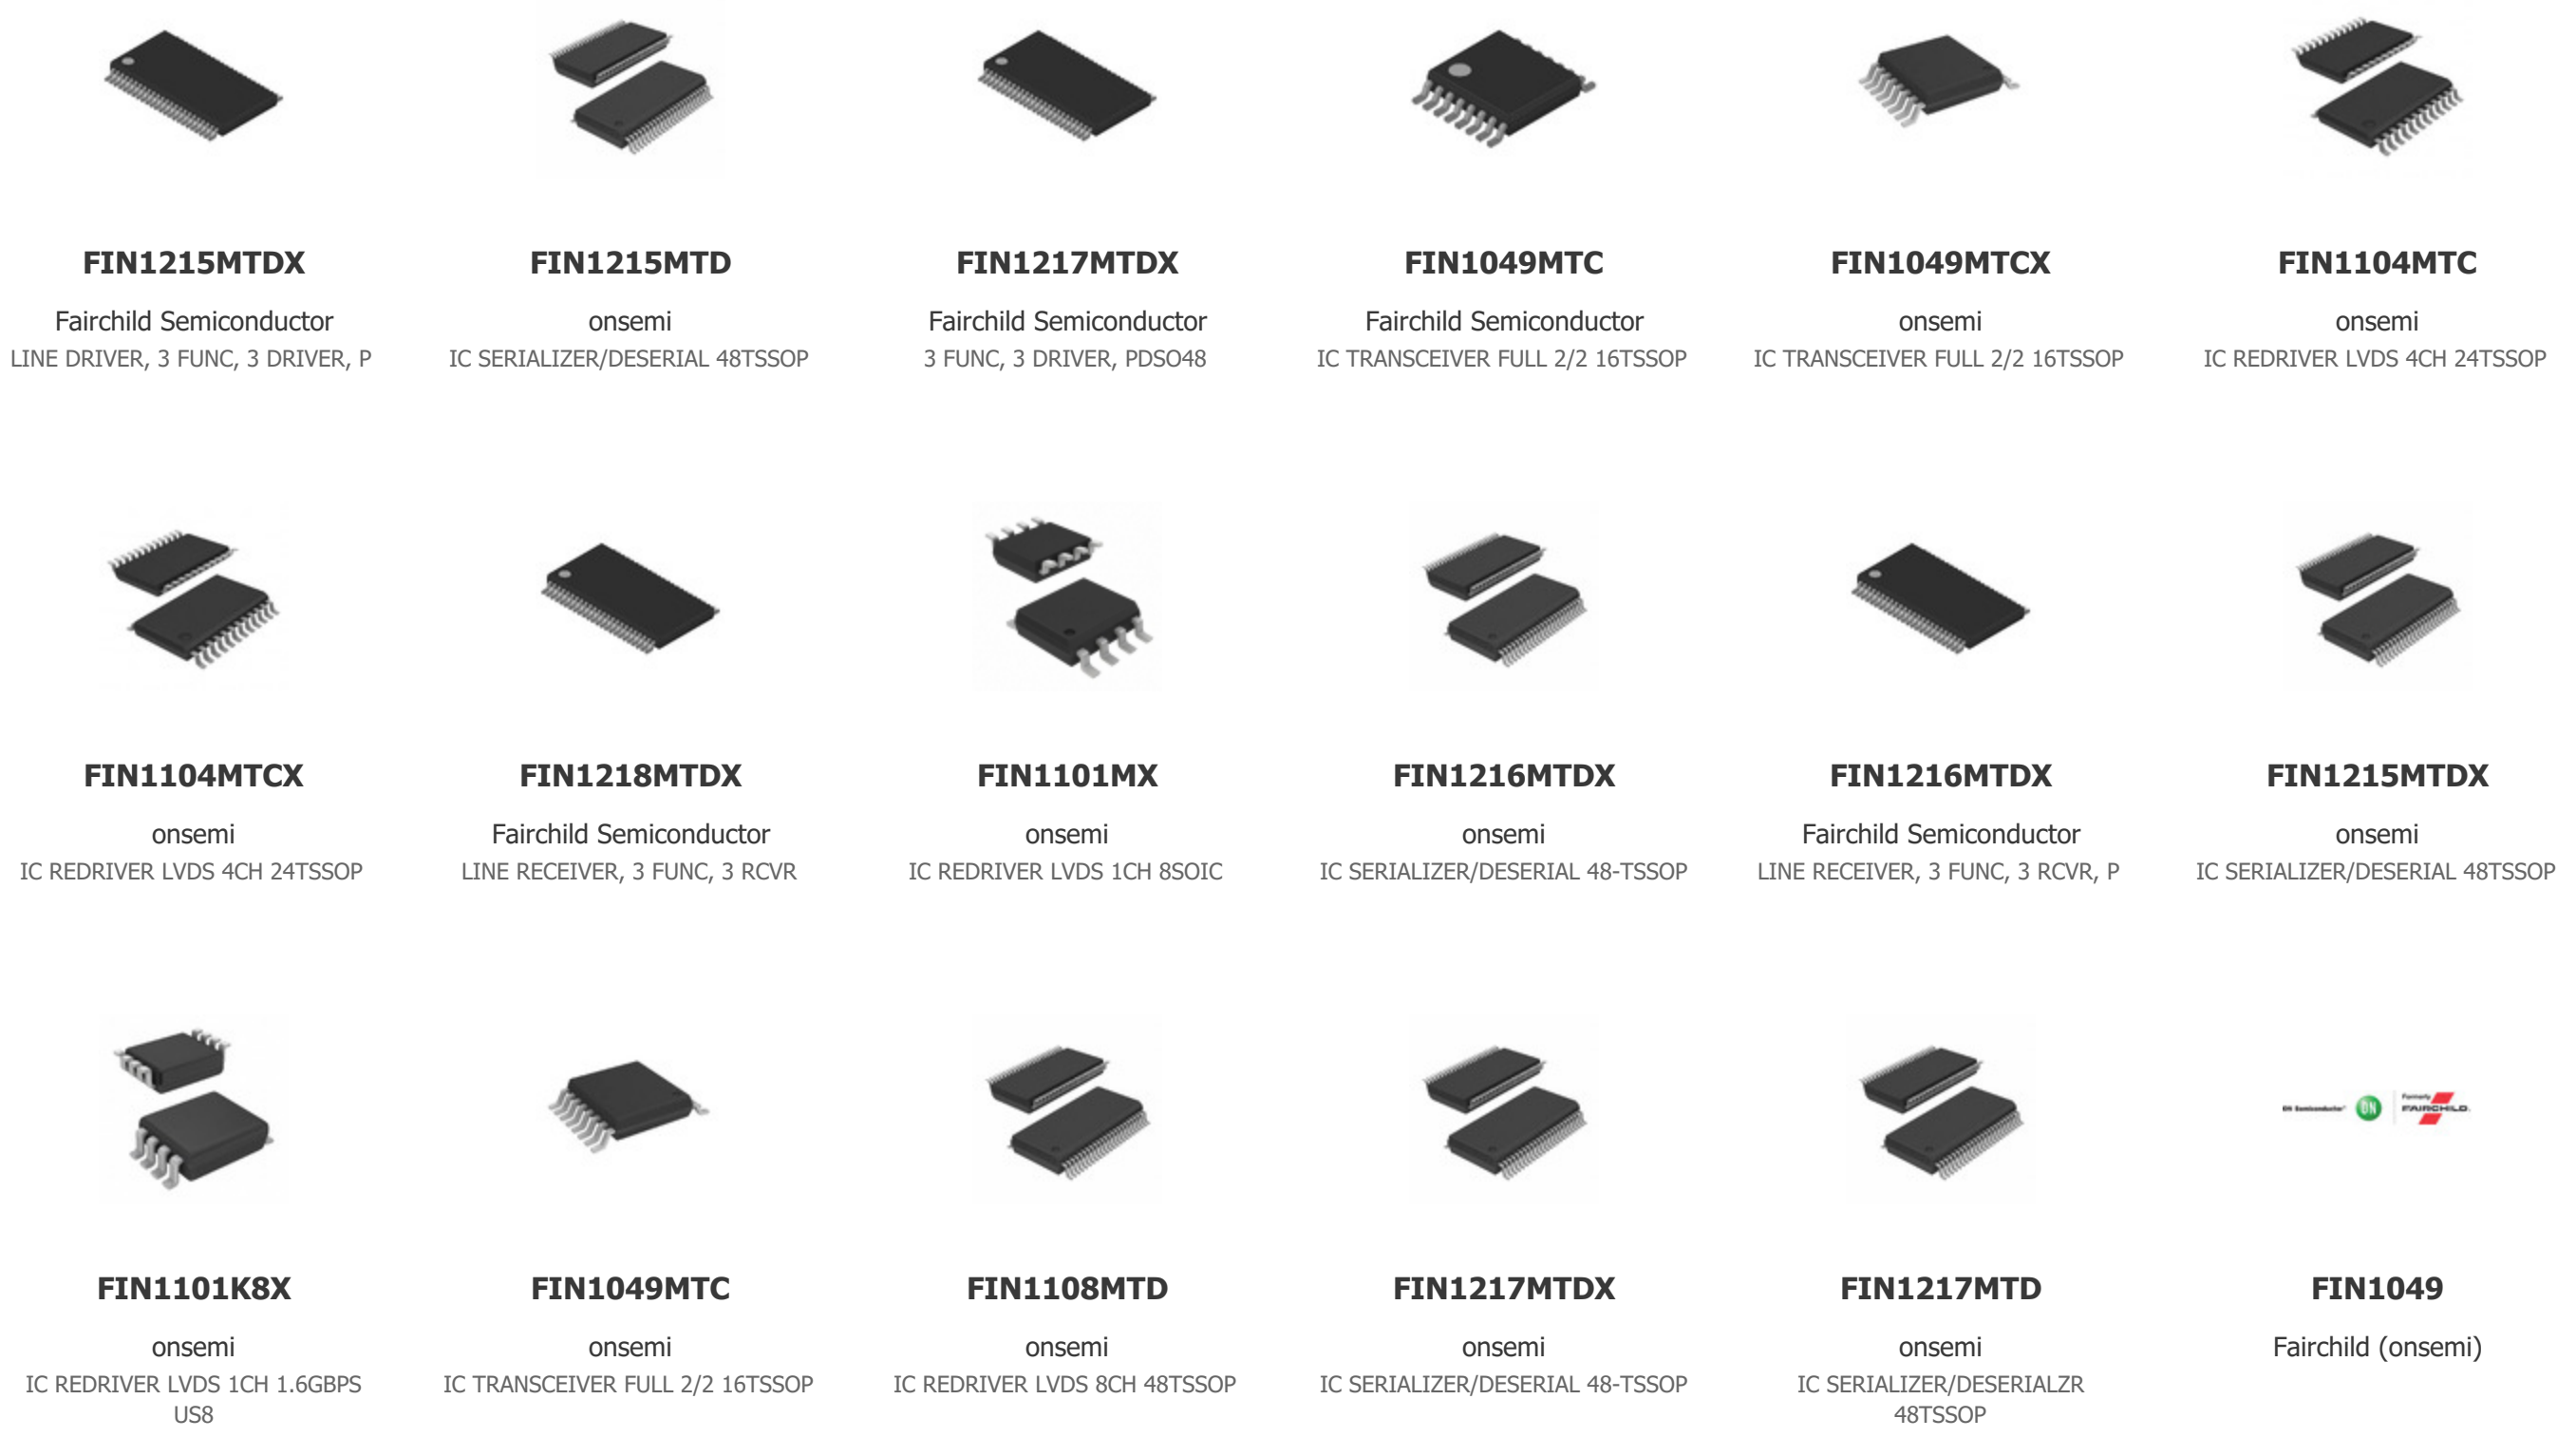 FIN1215MTDX
Fairchild Semiconductor
LINE DRIVER, 3 FUNC, 3 DRIVER, P
FIN1215MTD
onsemi
IC SERIALIZER/DESERIAL 48TSSOP
FIN1217MTDX
Fairchild Semiconductor
3 FUNC, 3 DRIVER, PDSO48
FIN1049MTC
Fairchild Semiconductor
IC TRANSCEIVER FULL 2/2 16TSSOP
FIN1049MTCX
onsemi
IC TRANSCEIVER FULL 2/2 16TSSOP
FIN1104MTC
onsemi
IC REDRIVER LVDS 4CH 24TSSOP
FIN1104MTCX
onsemi
IC REDRIVER LVDS 4CH 24TSSOP
FIN1218MTDX
Fairchild Semiconductor
LINE RECEIVER, 3 FUNC, 3 RCVR
FIN1101MX
onsemi
IC REDRIVER LVDS 1CH 8SOIC
FIN1216MTDX
onsemi
IC SERIALIZER/DESERIAL 48-TSSOP
FIN1216MTDX
Fairchild Semiconductor
LINE RECEIVER, 3 FUNC, 3 RCVR, P
FIN1215MTDX
onsemi
IC SERIALIZER/DESERIAL 48TSSOP
FIN1101K8X
onsemi
IC REDRIVER LVDS 1CH 1.6GBPS
US8
FIN1049MTC
onsemi
IC TRANSCEIVER FULL 2/2 16TSSOP
FIN1108MTD
onsemi
IC REDRIVER LVDS 8CH 48TSSOP
FIN1217MTDX
onsemi
IC SERIALIZER/DESERIAL 48-TSSOP
FIN1217MTD
onsemi
IC SERIALIZER/DESERIALZR
48TSSOP
ON Semiconductor
ON
Formerly
FAIRCHILD
FIN1049
Fairchild (onsemi)